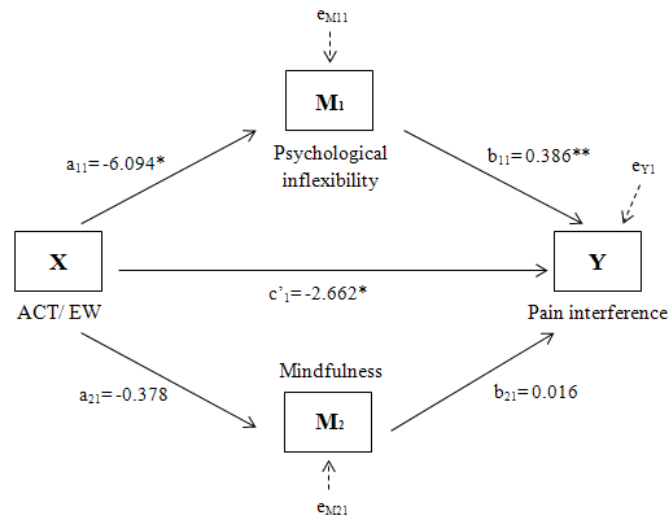 eM11
M1
a11= -6.094*
Psychological
inflexibility
b11= 0.386**
eY1
X
Y
c’1= -2.662*
ACT/ EW
Pain interference
Mindfulness
a21= -0.378
M2
b21= 0.016
eM21